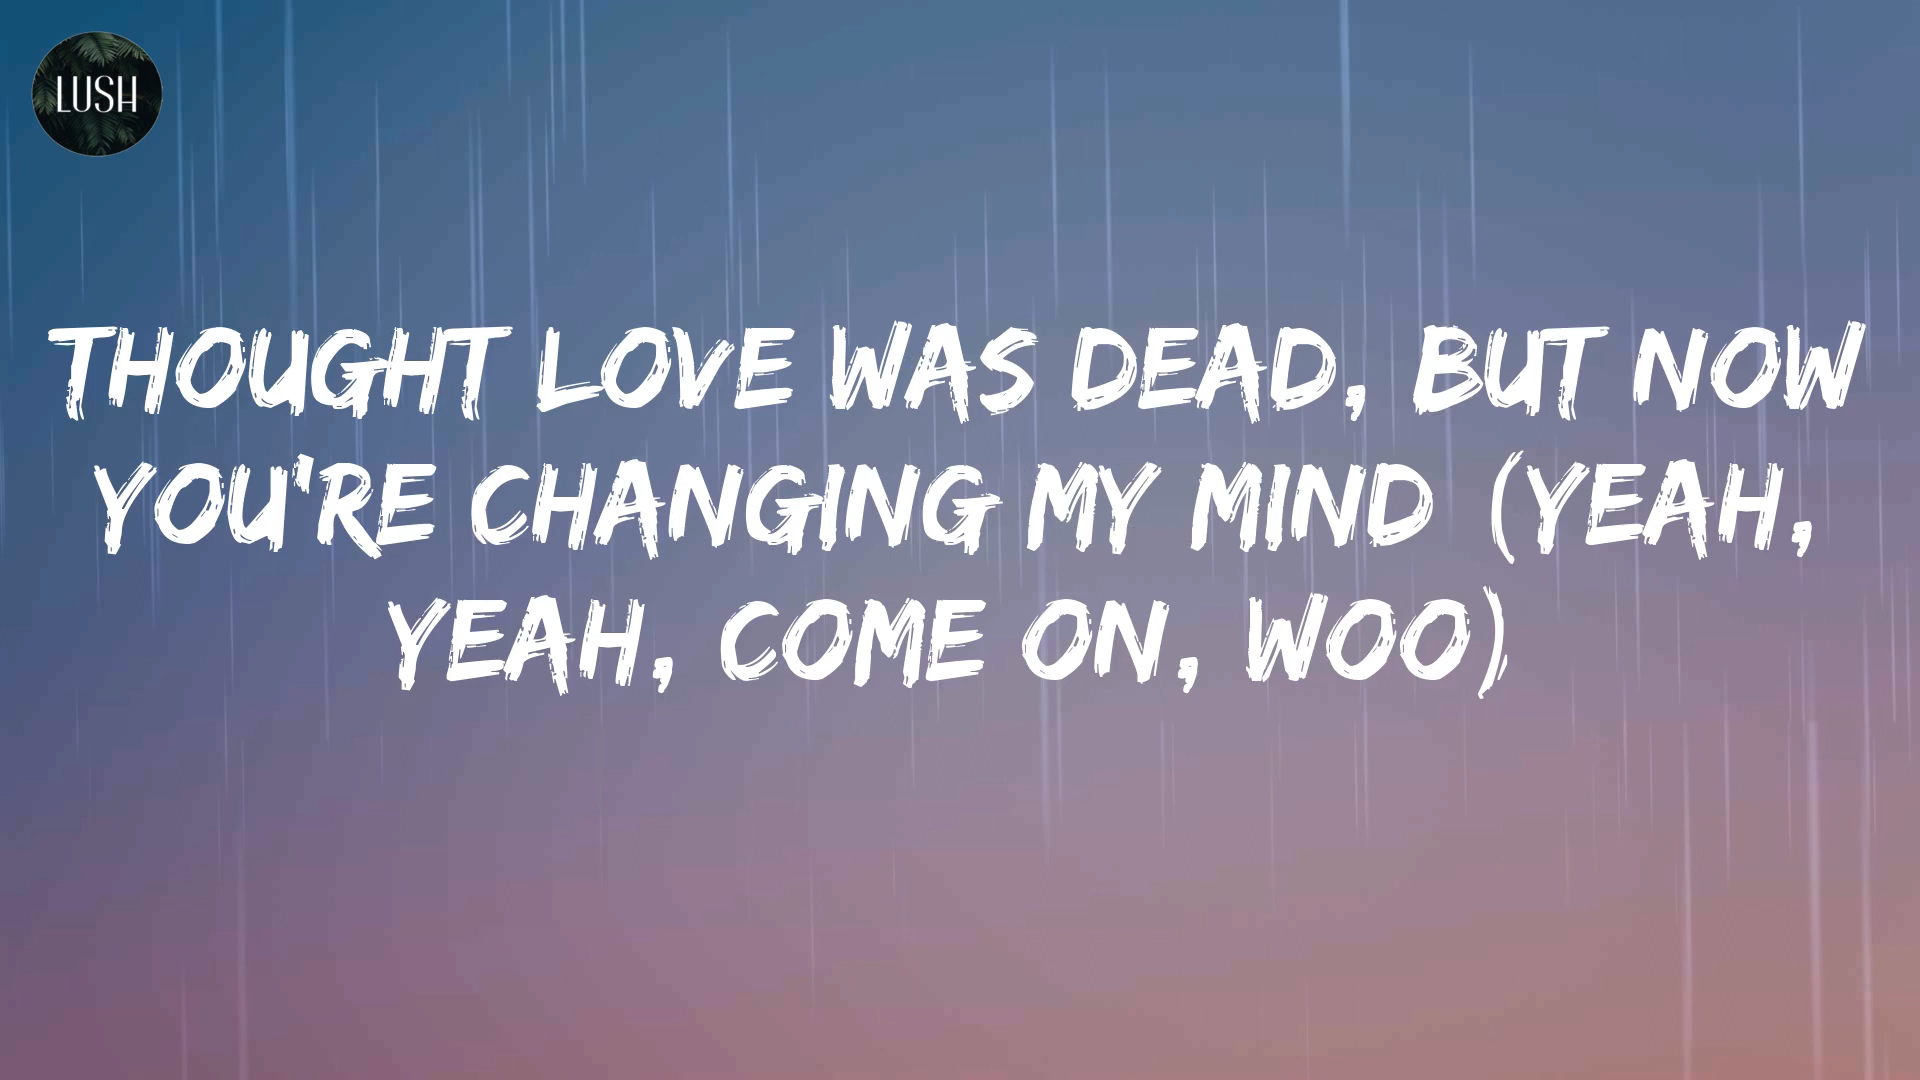 LUSH
THOUGHT LOVE WAS DEAD, BUT NOW
YOU'RE CHANGING MY MIND (YEAH,
YEAH, COME ON, WOO)